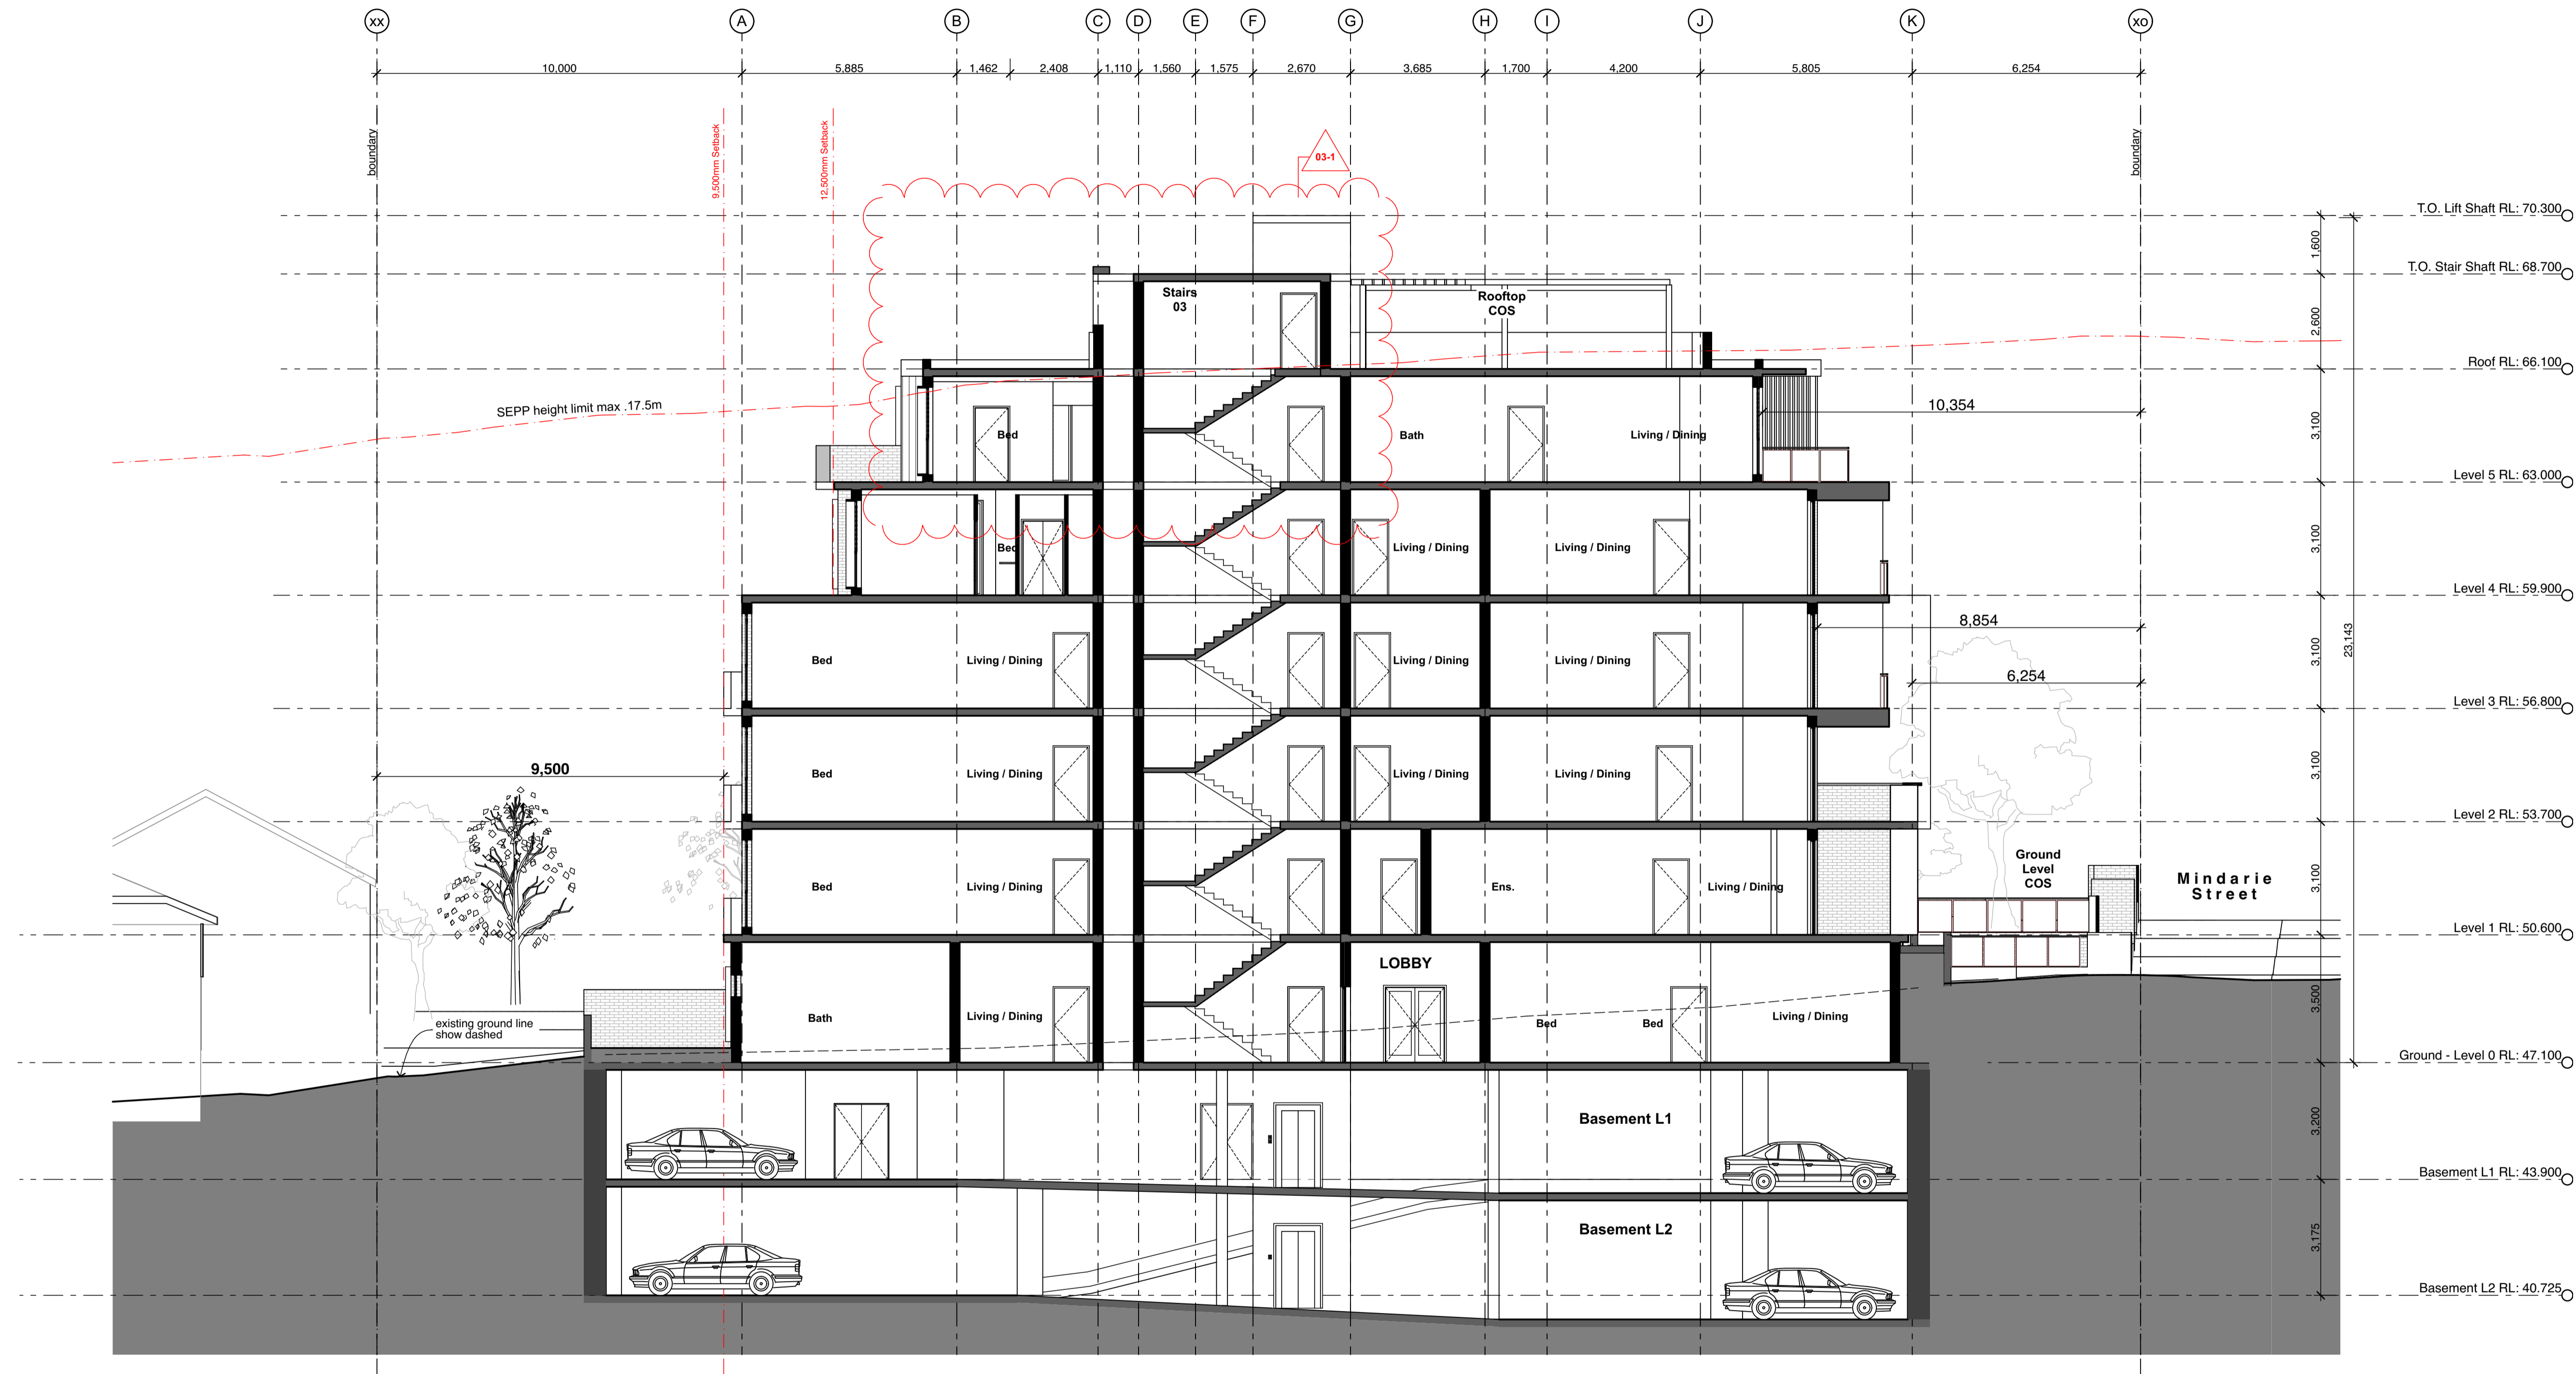 xx A B C D E F G H I J K xo
10,000 5,885 1,462 2,408 1,110 1,560 1,575 2,670 3,685 1,700 4,200 5,805 6,254
boundary
9,500mm Setback
12,500mm Setback
03-1
boundary
T.O. Lift Shaft RL: 70.300
1,600
T.O. Stair Shaft RL: 68.700
Stairs
03
Rooftop
COS
2,600
Roof RL: 66.100
SEPP height limit max .17.5m
10,354
Bed
Bath
Living / Dining
3,100
Level 5 RL: 63.000
Bed
Living / Dining
Living / Dining
3,100
Level 4 RL: 59.900
8,854
23,143
Bed
Living / Dining
Living / Dining
Living / Dining
3,100
6,254
Level 3 RL: 56.800
9,500
Bed
Living / Dining
Living / Dining
Living / Dining
3,100
Level 2 RL: 53.700
Ground
Level
COS
Mindarie
Street
Bed
Living / Dining
Ens.
Living / Dining
3,100
Level 1 RL: 50.600
LOBBY
3,500
existing ground line
show dashed
Bath
Living / Dining
Bed
Bed
Living / Dining
Ground - Level 0 RL: 47.100
Basement L1
3,200
Basement L1 RL: 43.900
Basement L2
3,175
Basement L2 RL: 40.725